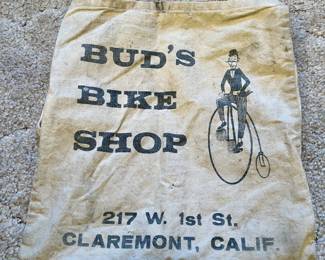 BUD'S
BIKE
SHOP
217 W. 1st St.
CLAREMONT, CALIF.